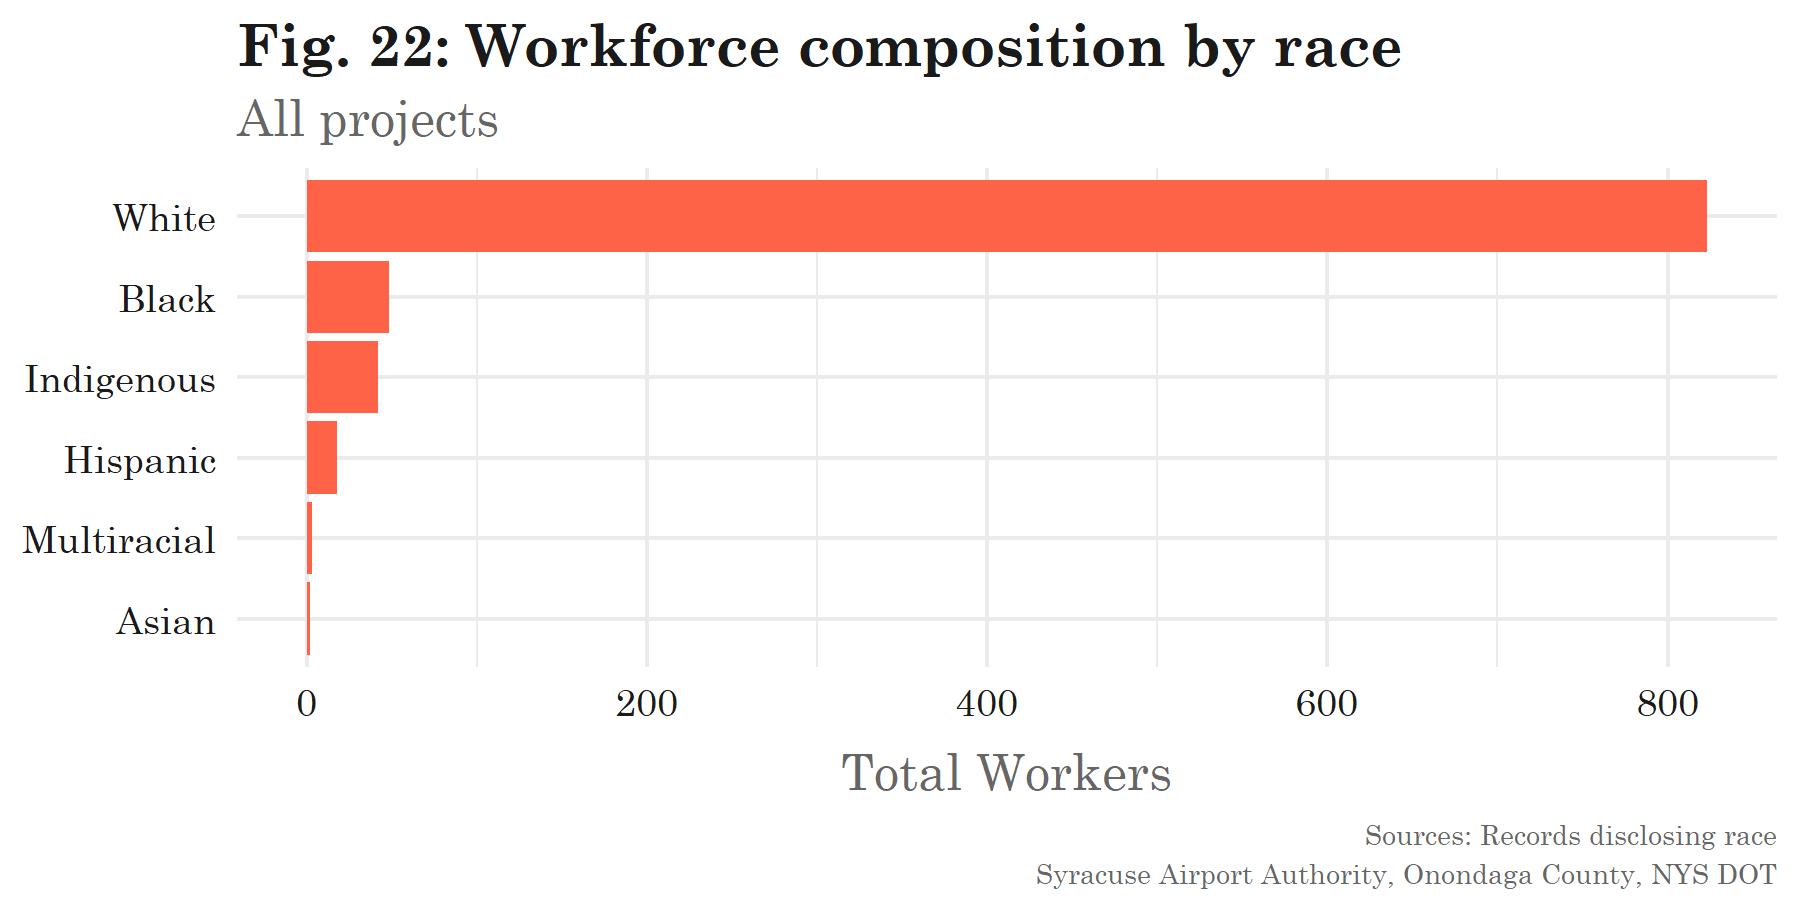 Fig. 22: Workforce composition by race
All projects
White
Black
Indigenous
Hispanic
Multiracial
Asian
0 200 400 600 800
Total Workers
Sources: Records disclosing race
Syracuse Airport Authority, Onondaga County, NYS DOT